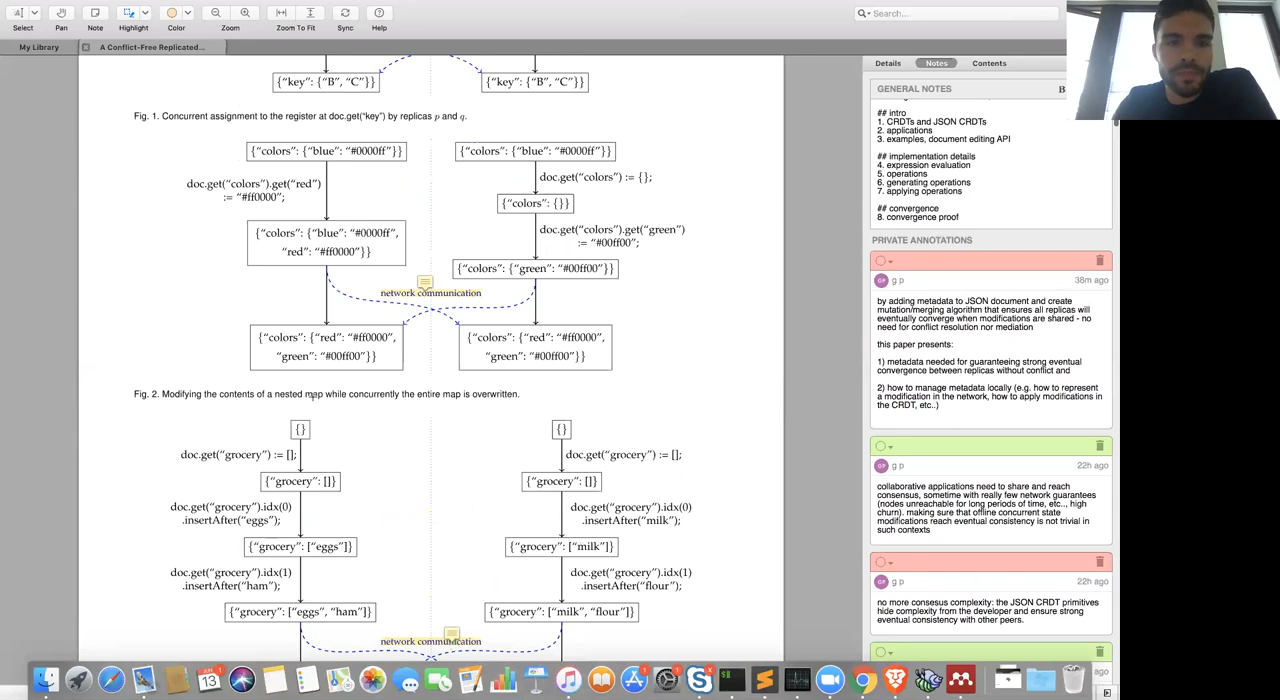 Select
Pan
Note
Highlight
Color
Zoom
Zoom To Fit
Sync
Help
Search...
My Library
A Conflict-Free Replicated...
{“key”: {“B”, “C”}}
{“key”: {“B”, “C”}}
Fig. 1. Concurrent assignment to the register at doc.get(“key”) by replicas p and q.
{“colors”: {“blue”: “#0000ff”}}
{“colors”: {“blue”: “#0000ff”}}
doc.get(“colors”).get(“red”)
:= “#ff0000”;
doc.get(“colors”) := {};
{“colors”: {}}
{“colors”: {“blue”: “#0000ff”,
“red”: “#ff0000”}}
doc.get(“colors”).get(“green”)
:= “#00ff00”;
{“colors”: {“green”: “#00ff00”}}
network communication
{“colors”: {“red”: “#ff0000”,
“green”: “#00ff00”}}
{“colors”: {“red”: “#ff0000”,
“green”: “#00ff00”}}
Fig. 2. Modifying the contents of a nested map while concurrently the entire map is overwritten.
{}
{}
doc.get(“grocery”) := [];
doc.get(“grocery”) := [];
{“grocery”: []}
{“grocery”: []}
doc.get(“grocery”).idx(0)
.insertAfter(“eggs”);
doc.get(“grocery”).idx(0)
.insertAfter(“milk”);
{“grocery”: [“eggs”]}
{“grocery”: [“milk”]}
doc.get(“grocery”).idx(1)
.insertAfter(“ham”);
doc.get(“grocery”).idx(1)
.insertAfter(“flour”);
{“grocery”: [“eggs”, “ham”]}
{“grocery”: [“milk”, “flour”]}
network communication
Details
Notes
Contents
GENERAL NOTES
B
## intro
1. CRDTs and JSON CRDTs
2. applications
3. examples, document editing API
## implementation details
4. expression evaluation
5. operations
6. generating operations
7. applying operations
## convergence
8. convergence proof
PRIVATE ANNOTATIONS
g p
38m ago
by adding metadata to JSON document and create
mutation/merging algorithm that ensures all replicas will
eventually converge when modifications are shared - no
need for conflict resolution nor mediation
this paper presents:
1) metadata needed for guaranteeing strong eventual
convergence between replicas without conflict and
2) how to manage metadata locally (e.g. how to represent
a modification in the network, how to apply modifications in
the CRDT, etc..)
g p
22h ago
collaborative applications need to share and reach
consensus, sometime with really few network guarantees
(nodes unreachable for long periods of time, etc.., high
churn). making sure that offline concurrent state
modifications reach eventual consistency is not trivial in
such contexts
g p
22h ago
no more consesus complexity: the JSON CRDT primitives
hide complexity from the developer and ensure strong
eventual consistency with other peers.
ago
13